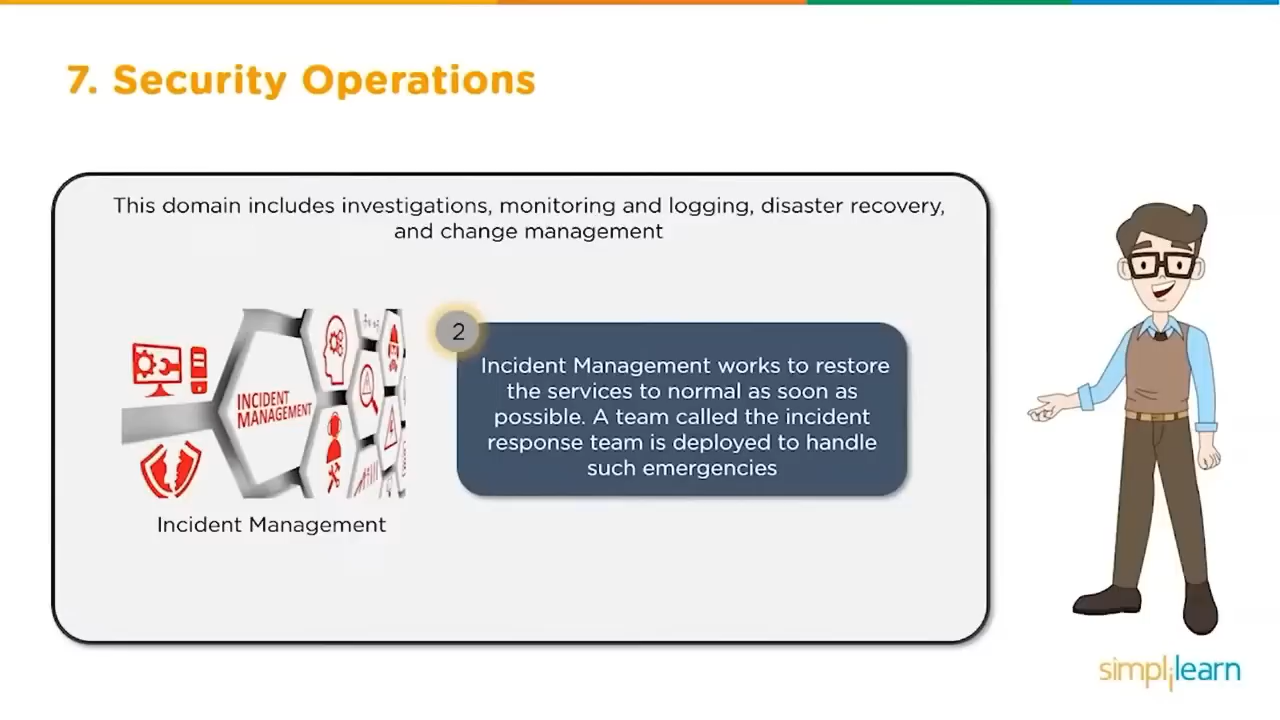 7. Security Operations
This domain includes investigations, monitoring and logging, disaster recovery,
and change management
2
Incident Management works to restore
the services to normal as soon as
possible. A team called the incident
response team is deployed to handle
such emergencies
INCIDENT
MANAGEMENT
Incident Management
simplilearn